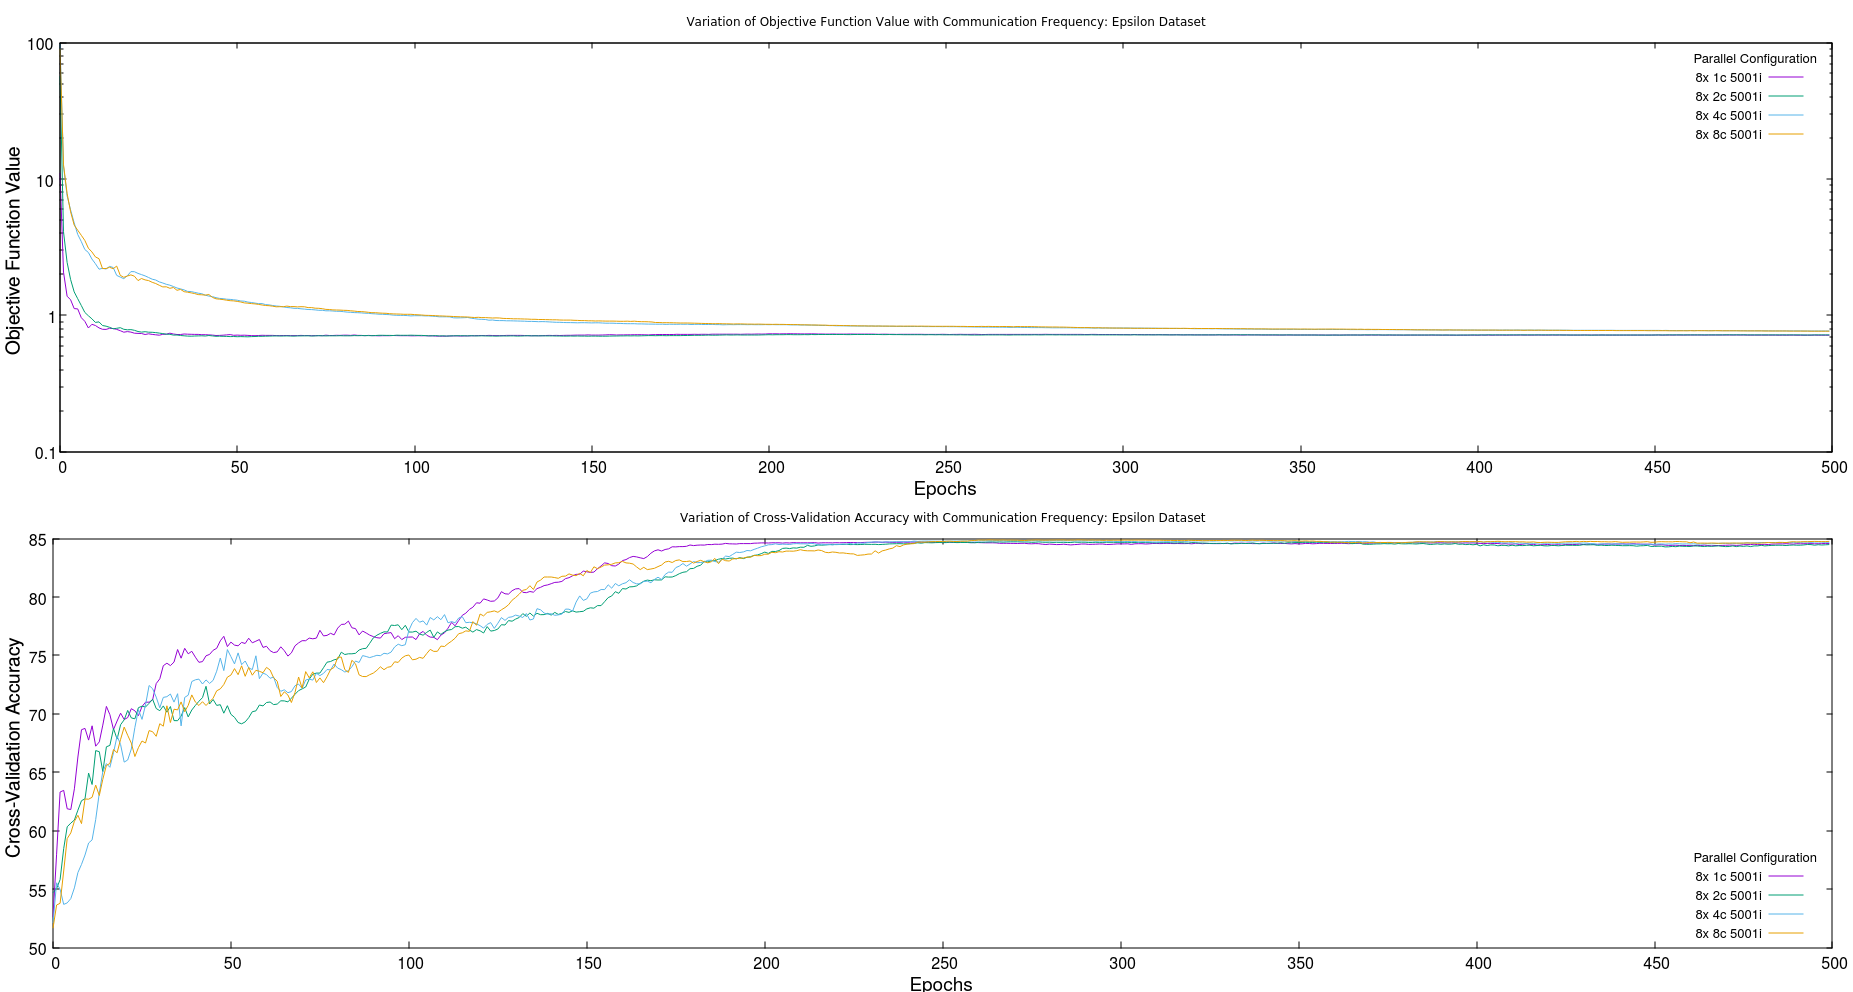 Variation of Objective Function Value with Communication Frequency: Epsilon Dataset
100
10
1
0.1
Objective Function Value
Parallel Configuration
8x 1c 5001i
8x 2c 5001i
8x 4c 5001i
8x 8c 5001i
0 50 100 150 200 250 300 350 400 450 500
Epochs
Variation of Cross-Validation Accuracy with Communication Frequency: Epsilon Dataset
85
80
75
70
65
60
55
50
Cross-Validation Accuracy
Parallel Configuration
8x 1c 5001i
8x 2c 5001i
8x 4c 5001i
8x 8c 5001i
0 50 100 150 200 250 300 350 400 450 500
Epochs